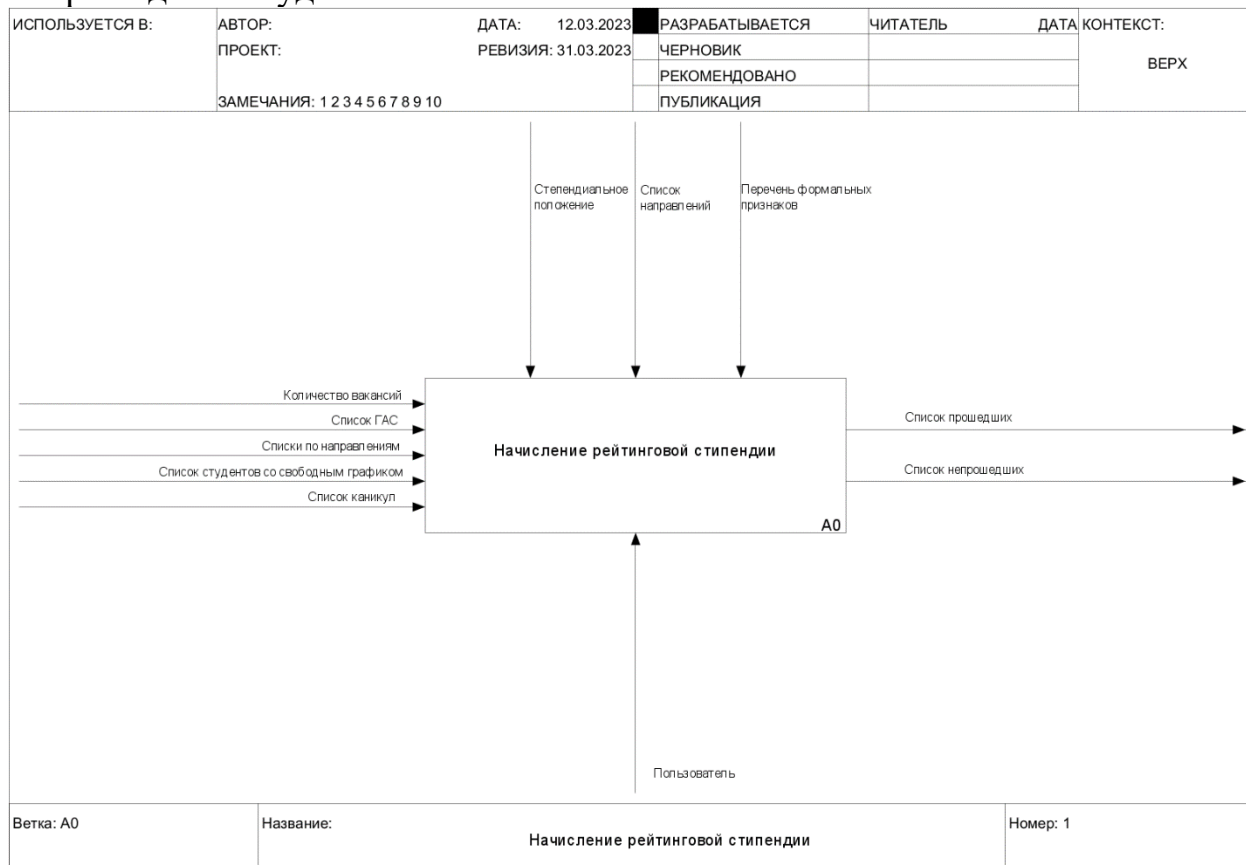 ИСПОЛЬЗУЕТСЯ В:
АВТОР:
ДАТА: 12.03.2023
РАЗРАБАТЫВАЕТСЯ
ЧИТАТЕЛЬ
ДАТА
КОНТЕКСТ:
ПРОЕКТ:
РЕВИЗИЯ: 31.03.2023
ЧЕРНОВИК
ВЕРХ
РЕКОМЕНДОВАНО
ЗАМЕЧАНИЯ: 1 2 3 4 5 6 7 8 9 10
ПУБЛИКАЦИЯ
Степендиальное
положение
Список
направлений
Перечень формальных
признаков
Количество вакансий
Список ГАС
Списки по направлениям
Список студентов со свободным графиком
Список каникул
Начисление рейтинговой стипендии
A0
Список прошедших
Список непрошедших
Пользователь
Ветка: A0
Название:
Начисление рейтинговой стипендии
Номер: 1